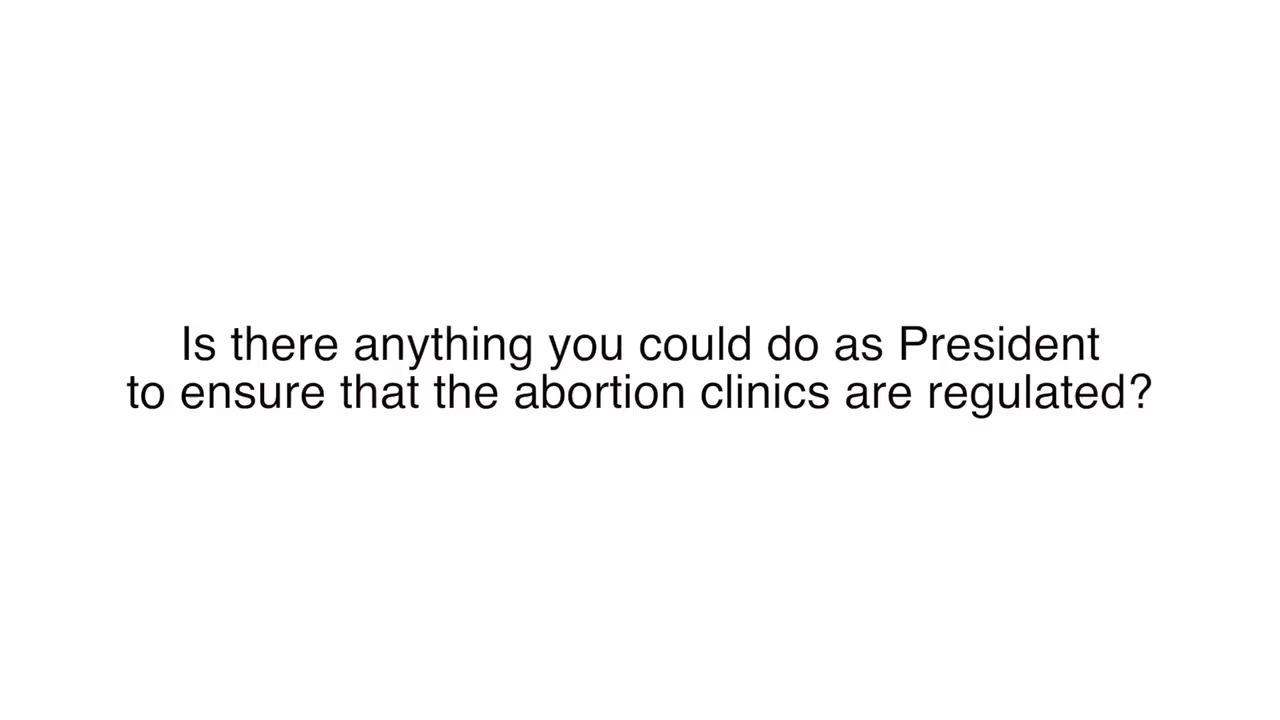 Is there anything you could do as President
to ensure that the abortion clinics are regulated?